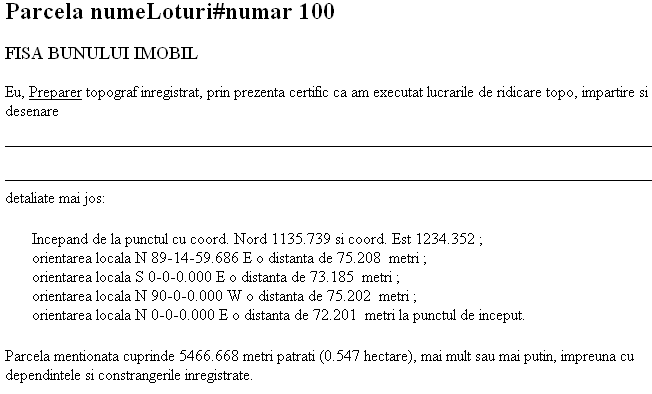 Parcela numeLoturi#numar 100
FISA BUNULUI IMOBIL
Eu, Preparer topograf inregistrat, prin prezenta certific ca am executat lucrarile de ridicare topo, impartire si
desenare
detaliate mai jos:
Incepand de la punctul cu coord. Nord 1135.739 si coord. Est 1234.352 ;
orientarea locala N 89-14-59.686 E o distanta de 75.208 metri ;
orientarea locala S 0-0-0.000 E o distanta de 73.185 metri ;
orientarea locala N 90-0-0.000 W o distanta de 75.202 metri ;
orientarea locala N 0-0-0.000 E o distanta de 72.201 metri la punctul de inceput.
Parcela mentionata cuprinde 5466.668 metri patrati (0.547 hectare), mai mult sau mai putin, impreuna cu
dependintele si constrangerile inregistrate.